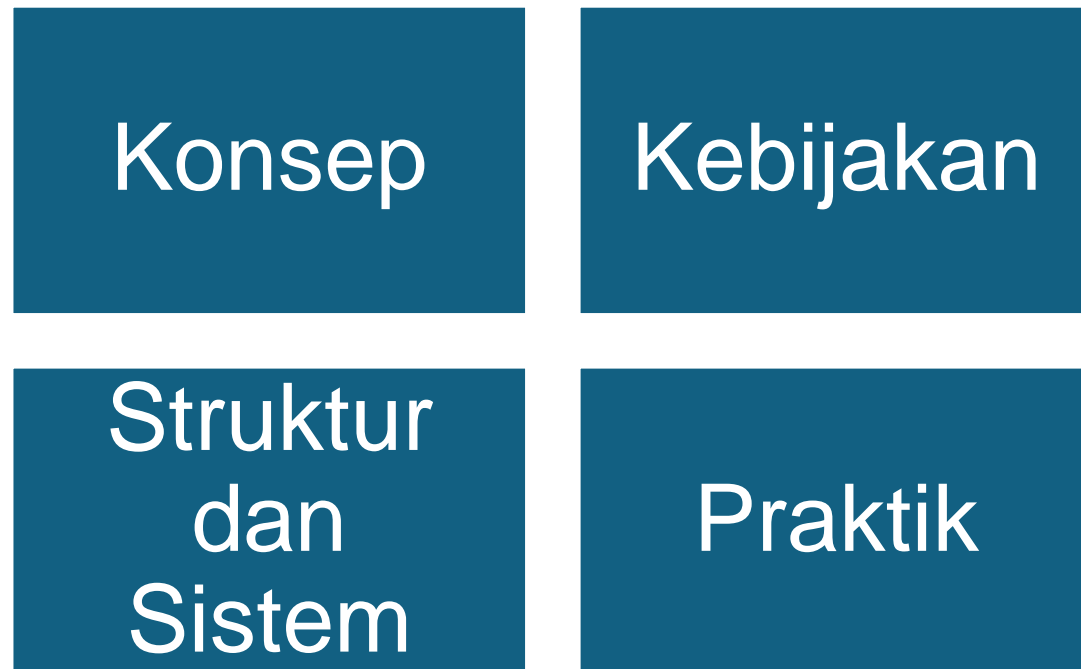 Konsep
Kebijakan
Struktur
dan
Sistem
Praktik